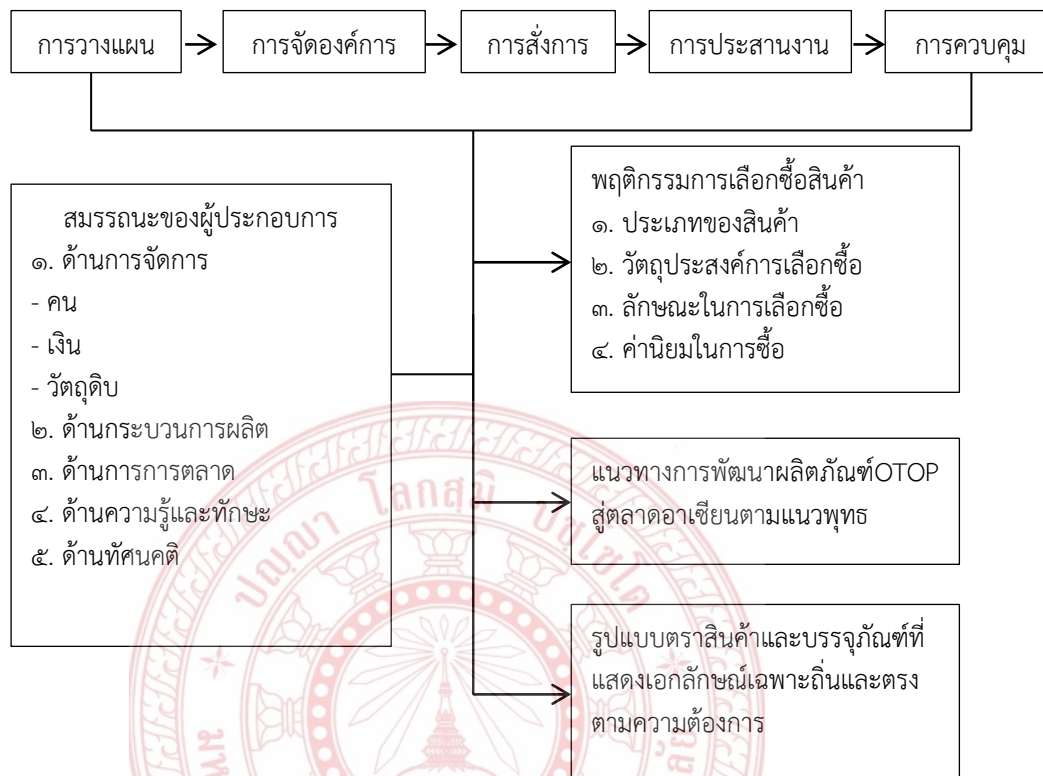 การวางแผน
การจัดองค์การ
การสั่งการ
การประสานงาน
การควบคุม
สมรรถนะของผู้ประกอบการ
๑. ด้านการจัดการ
- คน
- เงิน
- วัตถุดิบ
๒. ด้านกระบวนการผลิต
๓. ด้านการการตลาด
๔. ด้านความรู้และทักษะ
๕. ด้านทัศนคติ
พฤติกรรมการเลือกซื้อสินค้า
๑. ประเภทของสินค้า
๒. วัตถุประสงค์การเลือกซื้อ
๓. ลักษณะในการเลือกซื้อ
๔. ค่านิยมในการซื้อ
แนวทางการพัฒนาผลิตภัณฑ์OTOP
สู่ตลาดอาเซียนตามแนวพุทธ
รูปแบบตราสินค้าและบรรจุภัณฑ์ที่
แสดงเอกลักษณ์เฉพาะถิ่นและตรง
ตามความต้องการ
ปญฺญา โลกสฺมิ ปชฺโชโต